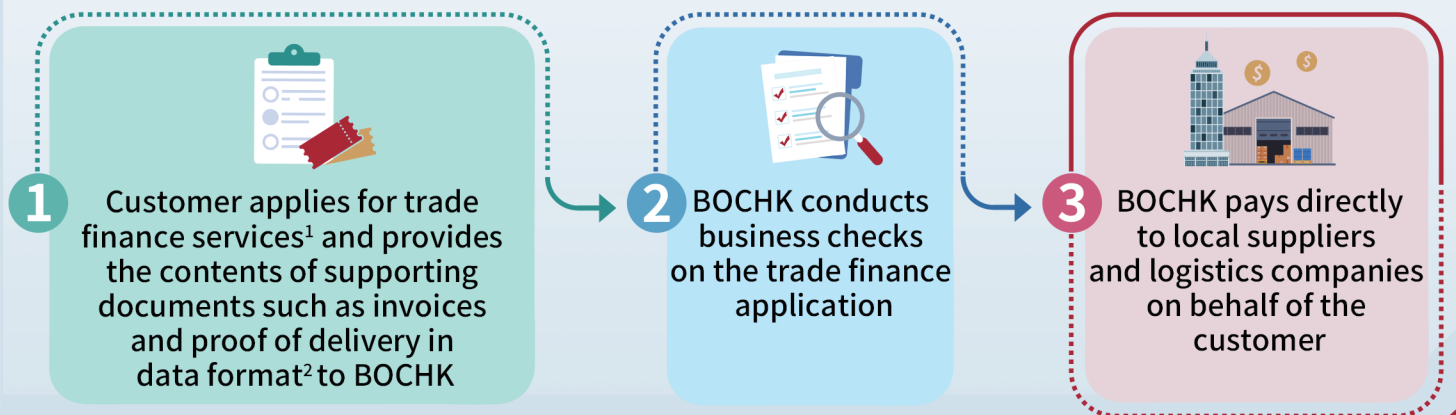 1
Customer applies for trade
finance services¹ and provides
the contents of supporting
documents such as invoices
and proof of delivery in
data format² to BOCHK
2
BOCHK conducts
business checks
on the trade finance
application
$
$
3
BOCHK pays directly
to local suppliers
and logistics companies
on behalf of the
customer